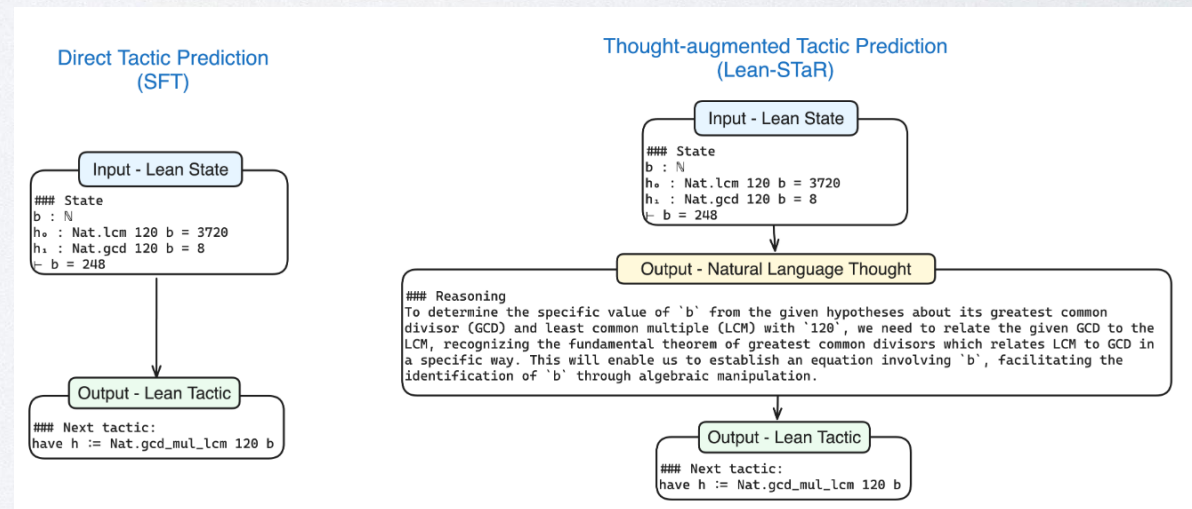 Direct Tactic Prediction
(SFT)
Input - Lean State
### State
b : ℕ
h₀ : Nat.lcm 120 b = 3720
h₁ : Nat.gcd 120 b = 8
⊢ b = 248
Output - Lean Tactic
### Next tactic:
have h := Nat.gcd_mul_lcm 120 b
Thought-augmented Tactic Prediction
(Lean-STaR)
Input - Lean State
### State
b : ℕ
h₀ : Nat.lcm 120 b = 3720
h₁ : Nat.gcd 120 b = 8
⊢ b = 248
Output - Natural Language Thought
### Reasoning
To determine the specific value of `b` from the given hypotheses about its greatest common
divisor (GCD) and least common multiple (LCM) with `120`, we need to relate the given GCD to the
LCM, recognizing the fundamental theorem of greatest common divisors which relates LCM to GCD in
a specific way. This will enable us to establish an equation involving `b`, facilitating the
identification of `b` through algebraic manipulation.
Output - Lean Tactic
### Next tactic:
have h := Nat.gcd_mul_lcm 120 b